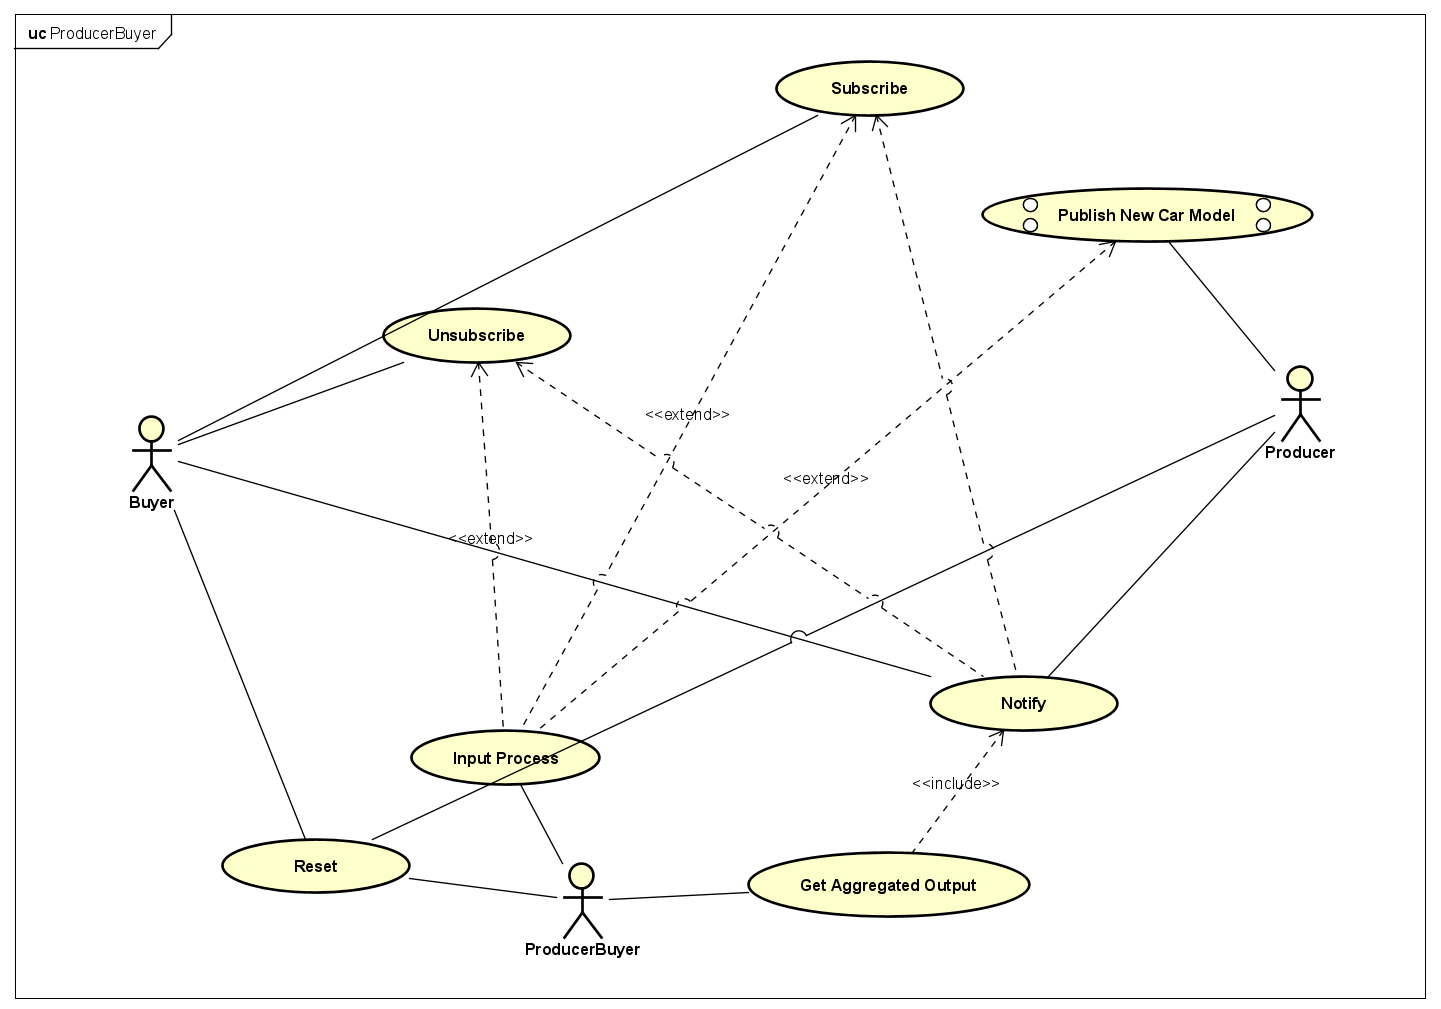 uc ProducerBuyer
Subscribe
Publish New Car Model
Unsubscribe
<<extend>>
Producer
<<extend>>
Buyer
<<extend>>
Notify
Input Process
<<include>>
Reset
Get Aggregated Output
ProducerBuyer